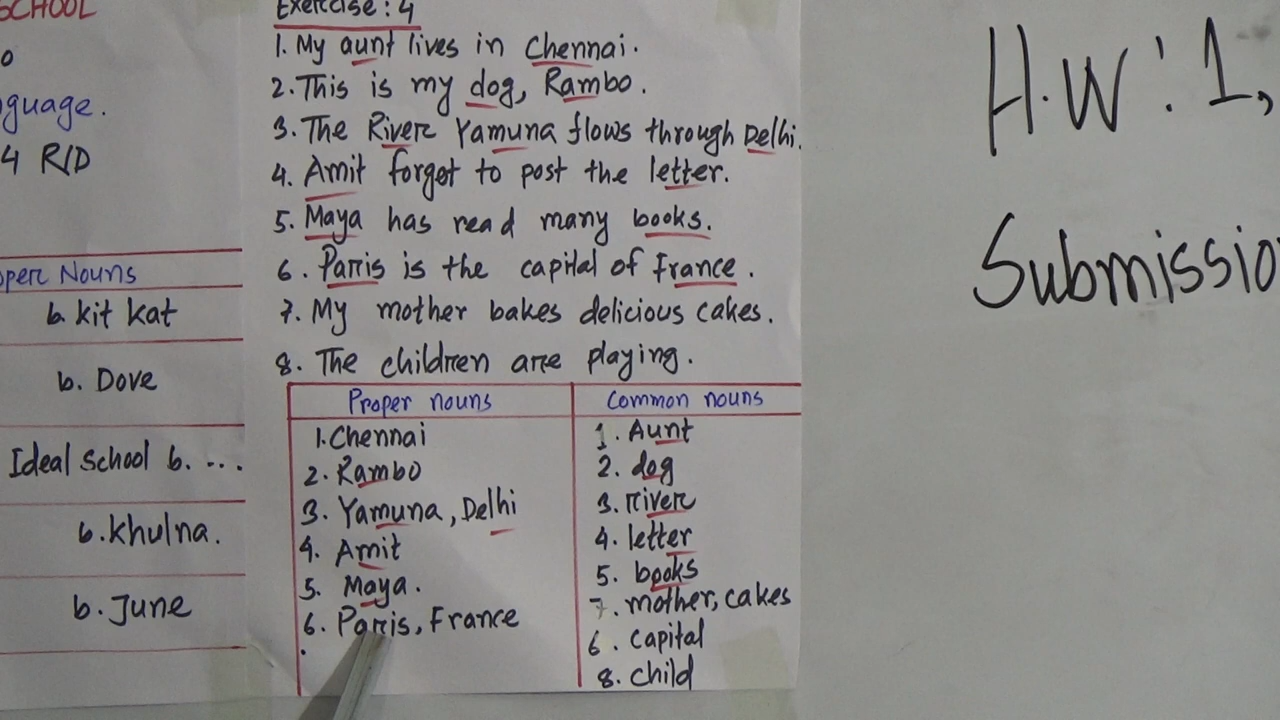 SCHOOL
o
guage.
4 RID
oper Nouns
b. kit kat
b. Dove
Ideal School b. ...
b. Khulna.
b. June
Exercise: 4
1. My aunt lives in Chennai.
2. This is my dog, Rambo.
3. The River Yamuna flows through Delhi.
4. Amit forgot to post the letter.
5. Maya has read many books.
6. Parris is the capital of France.
7. My mother bakes delicious cakes.
8. The children are playing.
Proper nouns
1. Chennai
2. Rambo
3. Yamuna, Delhi
4. Amit
5. Maya.
6. Parris, France
Common nouns
1. Aunt
2. dog
3. river
4. letter
5. books
7. mother, cakes
6. capital
8. child
H.W : 1,
Submissio